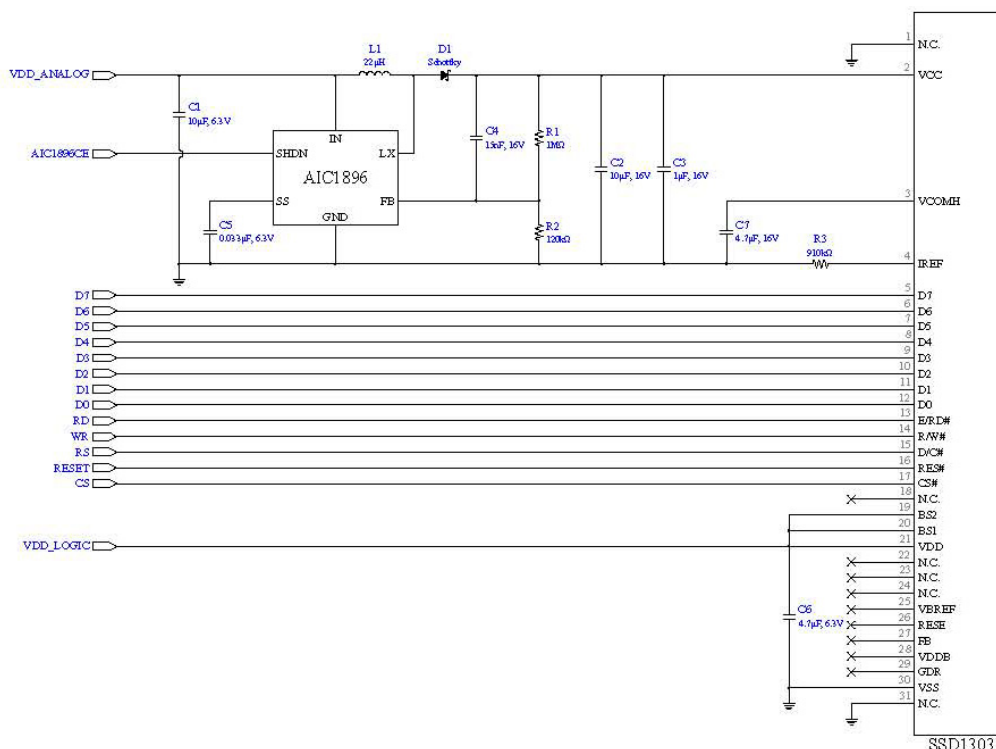 VDD_ANALOG
L1
22μH
D1
Schottky
1
N.C.
2
VCC
C1
10μF, 6.3V
IN
AIC1896CE
SHDN
LX
AIC1896
SS
FB
GND
C5
0.033μF, 6.3V
C4
15nF, 16V
R1
1MΩ
R2
120kΩ
C2
10μF, 16V
C3
1μF, 16V
3
VCOMH
C7
4.7μF, 16V
R3
910kΩ
4
IREF
D7
5
D7
D6
6
D6
D5
7
D5
D4
8
D4
D3
9
D3
D2
10
D2
D1
11
D1
D0
12
D0
RD
13
E/RD#
WR
14
R/W#
RS
15
D/C#
RESET
16
RES#
CS
17
CS#
18
N.C.
19
BS2
20
BS1
VDD_LOGIC
21
VDD
22
N.C.
23
N.C.
24
N.C.
25
VBREF
C6
4.7μF, 6.3V
26
RESE
27
FB
28
VDDB
29
GDR
30
VSS
31
N.C.
SSD1303